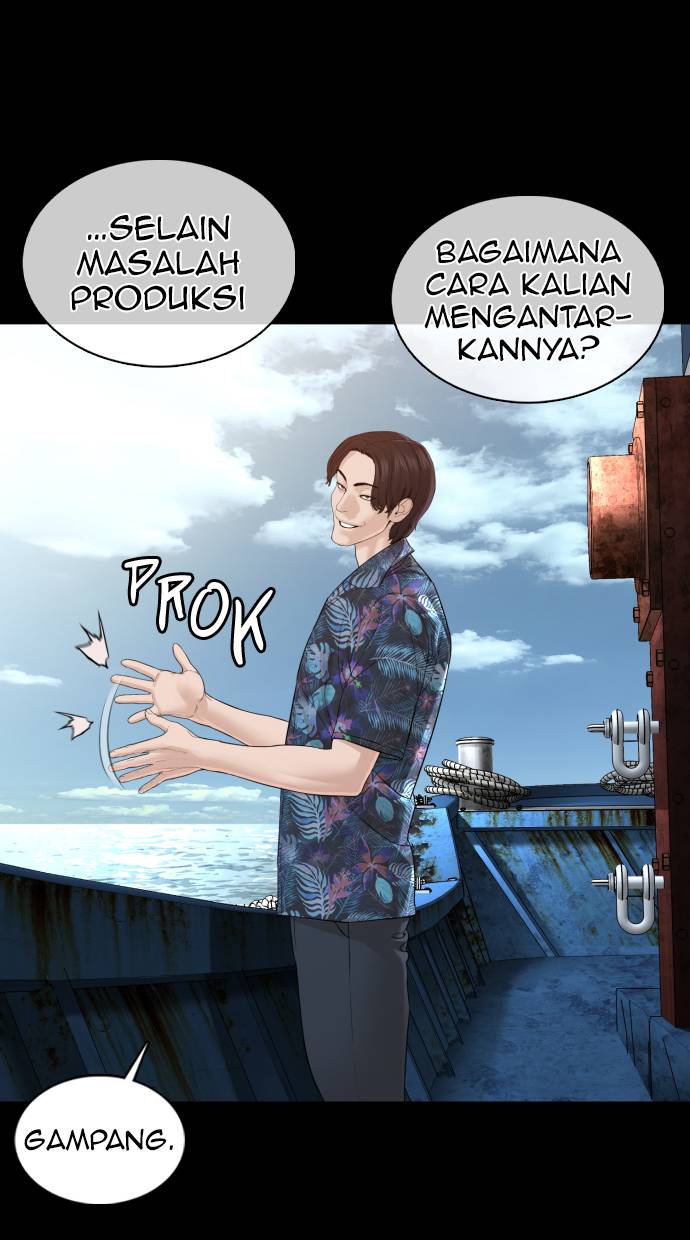 ...SELAIN
MASALAH
PRODUKSI
BAGAIMANA
CARA KALIAN
MENGANTAR-
KANNYA?
PROK
GAMPANG.